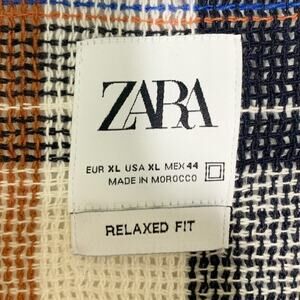 ZARA
EUR XL USA XL MEX 44
MADE IN MOROCCO
RELAXED FIT